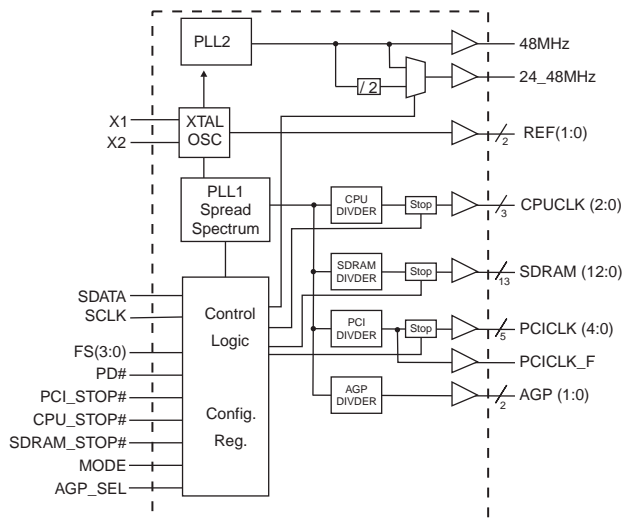 PLL2
48MHz
/ 2
24_48MHz
X1
X2
XTAL
OSC
2
REF(1:0)
PLL1
Spread
Spectrum
CPU
DIVDER
Stop
3
CPUCLK (2:0)
SDRAM
DIVDER
Stop
13
SDRAM (12:0)
PCI
DIVDER
Stop
5
PCICLK (4:0)
PCICLK_F
AGP
DIVDER
2
AGP (1:0)
SDATA
SCLK
FS(3:0)
PD#
PCI_STOP#
CPU_STOP#
SDRAM_STOP#
MODE
AGP_SEL
Control
Logic
Config.
Reg.